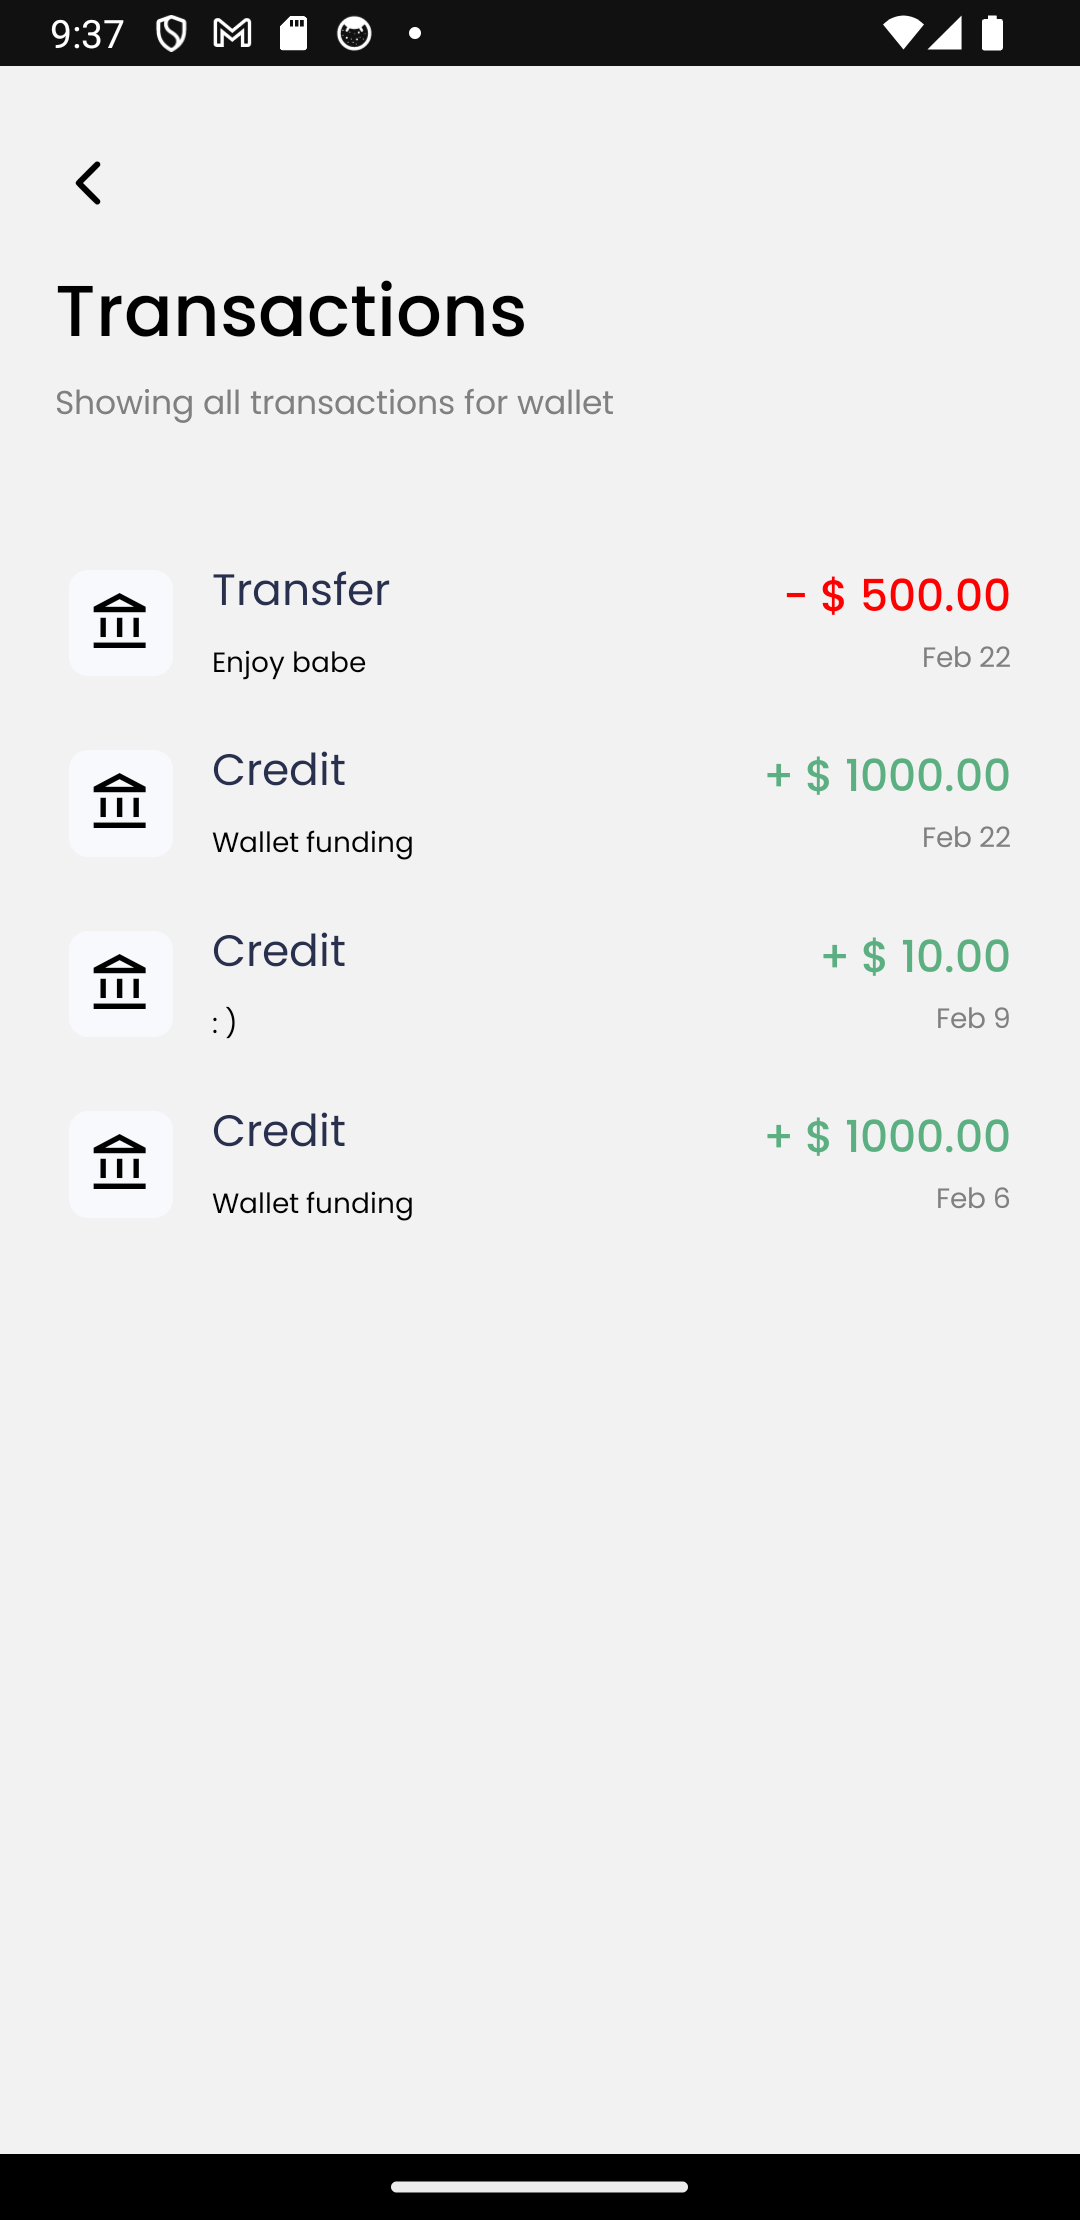 9:37
Transactions
Showing all transactions for wallet
Transfer
- $ 500.00
Enjoy babe
Feb 22
Credit
+ $ 1000.00
Wallet funding
Feb 22
Credit
+ $ 10.00
: )
Feb 9
Credit
+ $ 1000.00
Wallet funding
Feb 6